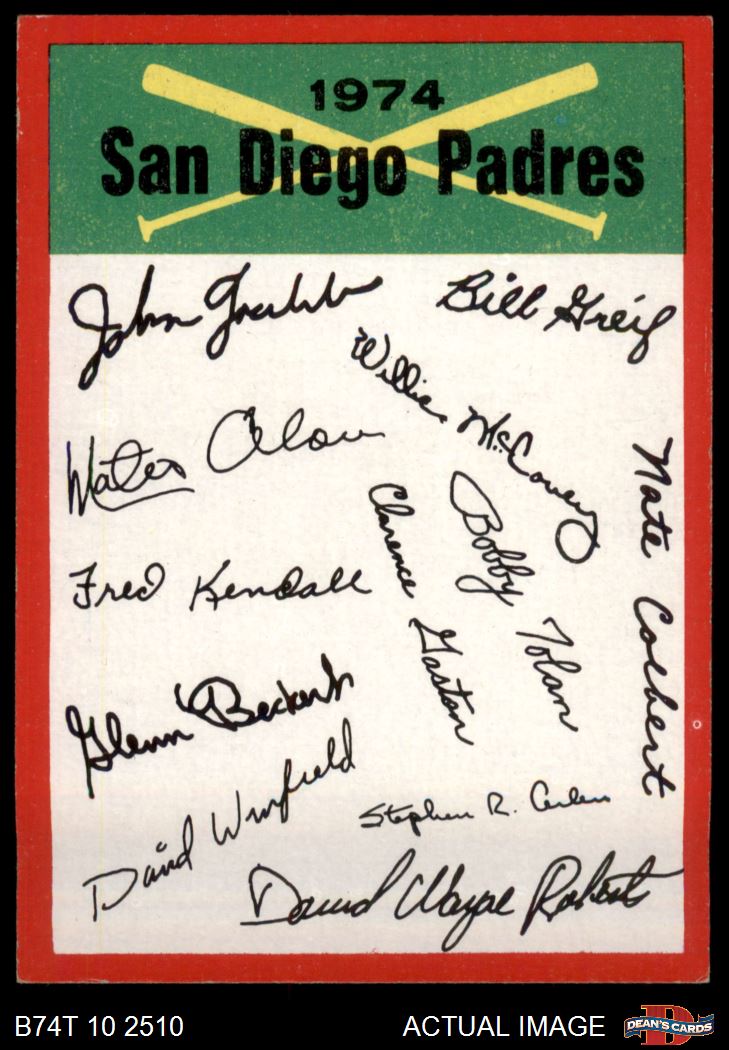 1974
San Diego Padres
John Grubb
Bill Greif
Willie McCovey
Mateo Alou
Nate Colbert
Clarence Gaston
Bobby Tolan
Fred Kendall
Glenn Beckert
David Winfield
Stephen R. Arlin
David Wayne Roberts
B74T 10 2510
ACTUAL IMAGE
DEAN'S CARDS